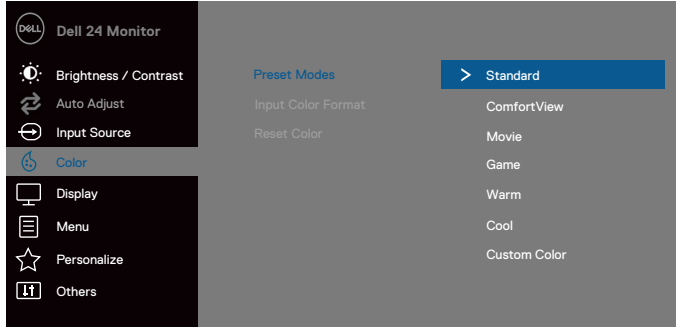 DELL
Dell 24 Monitor
Brightness / Contrast
Auto Adjust
Input Source
Color
Display
Menu
Personalize
Others
Preset Modes
Input Color Format
Reset Color
> Standard
ComfortView
Movie
Game
Warm
Cool
Custom Color